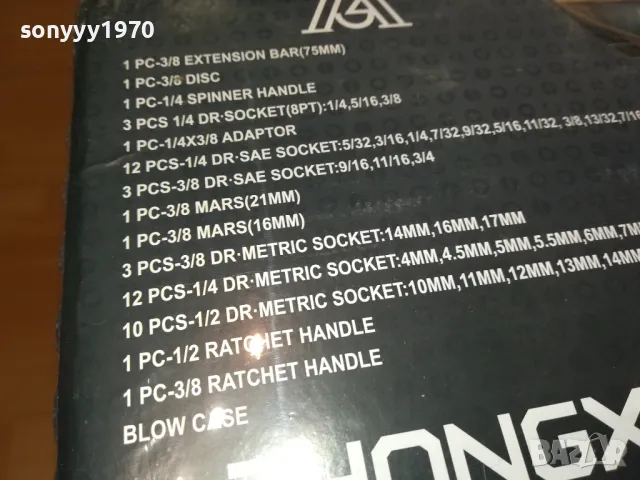 sonyyy1970
1 PC-3/8 EXTENSION BAR(75MM)
1 PC-3/8 DISC
1 PC-1/4 SPINNER HANDLE
3 PCS 1/4 DR·SOCKET(8PT):1/4,5/16,3/8
1 PC-1/4X3/8 ADAPTOR
12 PCS-1/4 DR·SAE SOCKET:5/32,3/16,1/4,7/32,9/32,5/16,11/32, 3/8,13/32,7/16
3 PCS-3/8 DR·SAE SOCKET:9/16,11/16,3/4
1 PC-3/8 MARS(21MM)
1 PC-3/8 MARS(16MM)
3 PCS-3/8 DR·METRIC SOCKET:14MM,16MM,17MM
12 PCS-1/4 DR·METRIC SOCKET:4MM,4.5MM,5MM,5.5MM,6MM,7MM
10 PCS-1/2 DR·METRIC SOCKET:10MM,11MM,12MM,13MM,14MM
1 PC-1/2 RATCHET HANDLE
1 PC-3/8 RATCHET HANDLE
BLOW CASE
ZHONGX
bazar